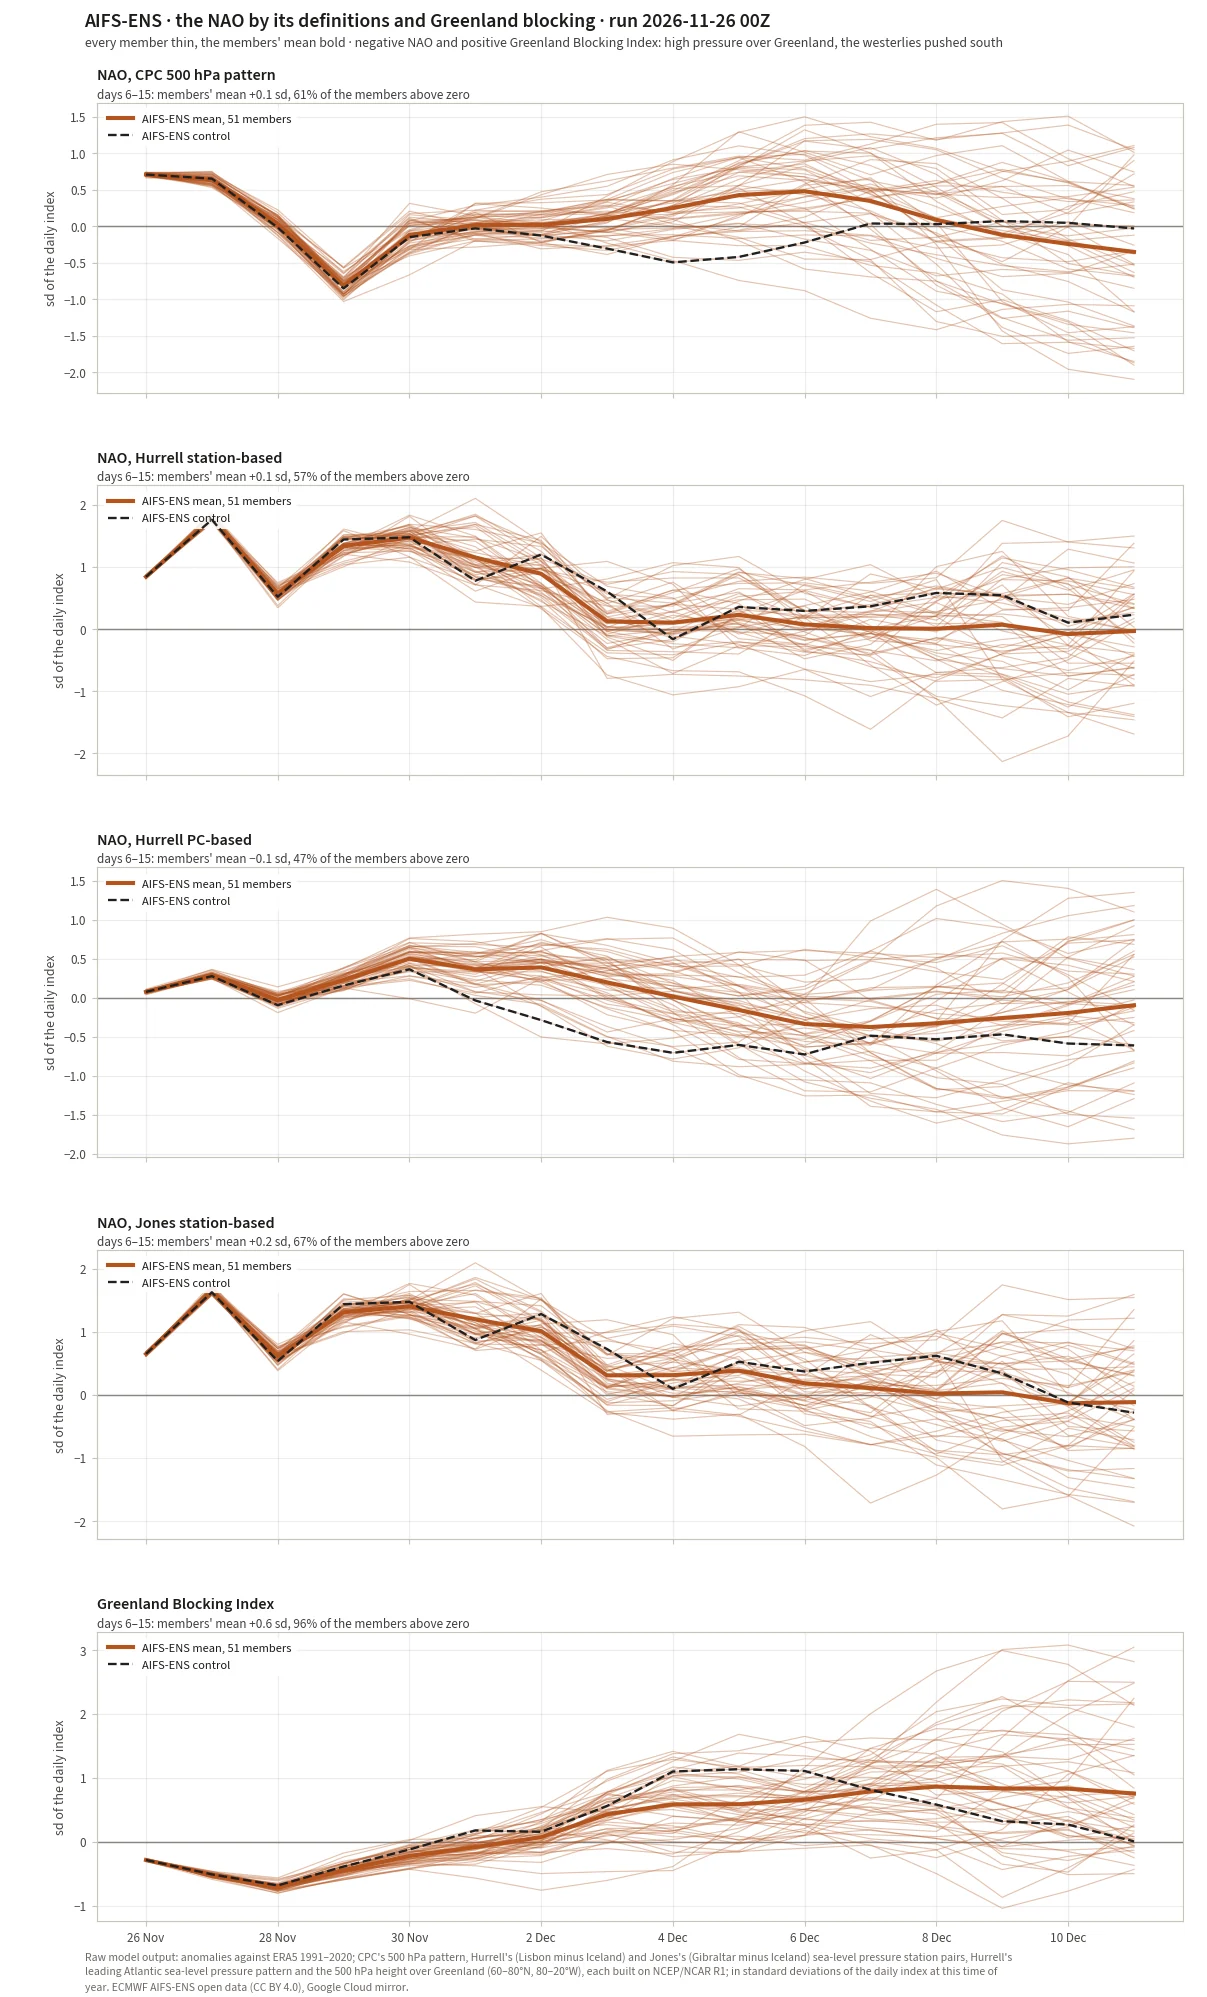 AIFS-ENS · the NAO by its definitions and Greenland blocking · run 2026-11-26 00Z
every member thin, the members' mean bold · negative NAO and positive Greenland Blocking Index: high pressure over Greenland, the westerlies pushed south
NAO, CPC 500 hPa pattern
days 6–15: members' mean +0.1 sd, 61% of the members above zero
AIFS-ENS mean, 51 members
AIFS-ENS control
sd of the daily index
1.5
1.0
0.5
0.0
−0.5
−1.0
−1.5
−2.0
NAO, Hurrell station-based
days 6–15: members' mean +0.1 sd, 57% of the members above zero
AIFS-ENS mean, 51 members
AIFS-ENS control
sd of the daily index
2
1
0
−1
−2
NAO, Hurrell PC-based
days 6–15: members' mean −0.1 sd, 47% of the members above zero
AIFS-ENS mean, 51 members
AIFS-ENS control
sd of the daily index
1.5
1.0
0.5
0.0
−0.5
−1.0
−1.5
−2.0
NAO, Jones station-based
days 6–15: members' mean +0.2 sd, 67% of the members above zero
AIFS-ENS mean, 51 members
AIFS-ENS control
sd of the daily index
2
1
0
−1
−2
Greenland Blocking Index
days 6–15: members' mean +0.6 sd, 96% of the members above zero
AIFS-ENS mean, 51 members
AIFS-ENS control
sd of the daily index
3
2
1
0
−1
26 Nov 28 Nov 30 Nov 2 Dec 4 Dec 6 Dec 8 Dec 10 Dec
Raw model output: anomalies against ERA5 1991–2020; CPC's 500 hPa pattern, Hurrell's (Lisbon minus Iceland) and Jones's (Gibraltar minus Iceland) sea-level pressure station pairs, Hurrell's
leading Atlantic sea-level pressure pattern and the 500 hPa height over Greenland (60–80°N, 80–20°W), each built on NCEP/NCAR R1; in standard deviations of the daily index at this time of
year. ECMWF AIFS-ENS open data (CC BY 4.0), Google Cloud mirror.